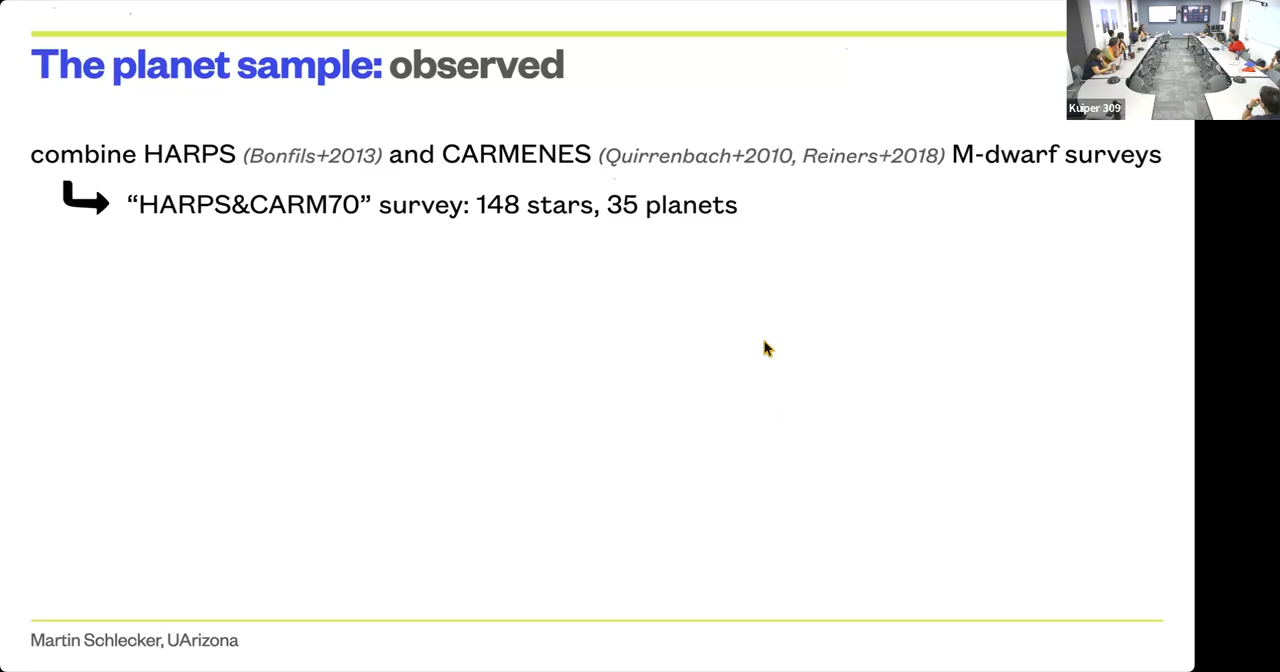 The planet sample: observed
Kuiper 309
combine HARPS (Bonfils+2013) and CARMENES (Quirrenbach+2010, Reiners+2018) M-dwarf surveys
“HARPS&CARM70” survey: 148 stars, 35 planets
Martin Schlecker, UArizona